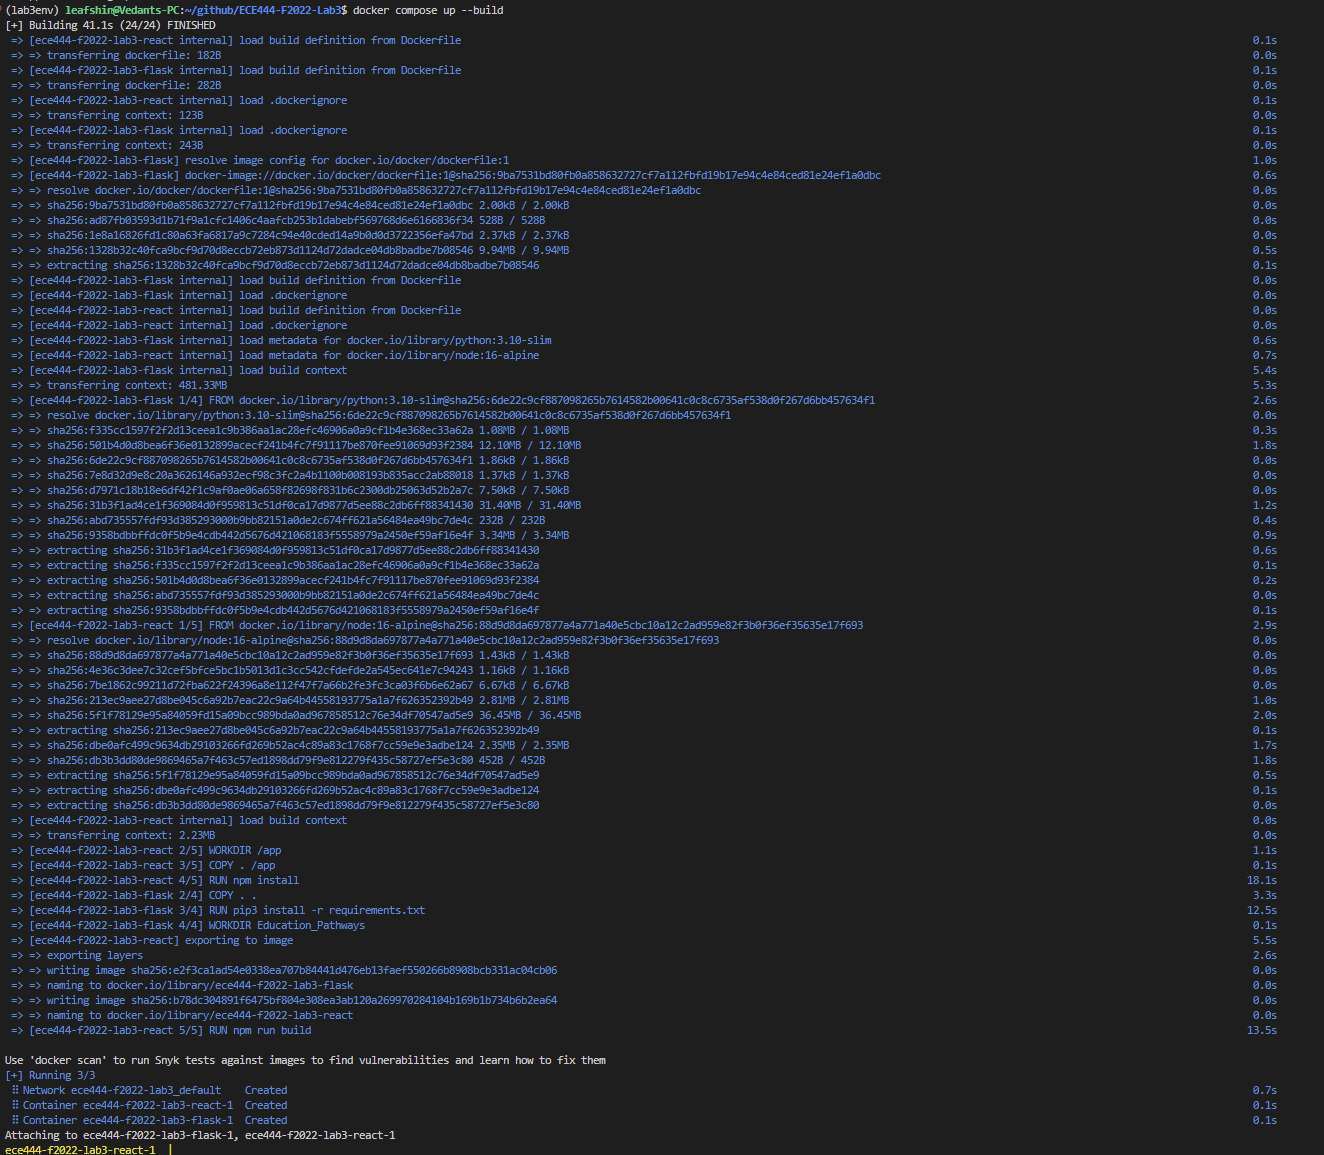 (lab3env) leafshin@Vedants-PC:~/github/ECE444-F2022-Lab3$ docker compose up --build
[+] Building 41.1s (24/24) FINISHED
=> [ece444-f2022-lab3-react internal] load build definition from Dockerfile 0.1s
=> => transferring dockerfile: 182B 0.0s
=> [ece444-f2022-lab3-flask internal] load build definition from Dockerfile 0.1s
=> => transferring dockerfile: 282B 0.0s
=> [ece444-f2022-lab3-react internal] load .dockerignore 0.1s
=> => transferring context: 123B 0.0s
=> [ece444-f2022-lab3-flask internal] load .dockerignore 0.1s
=> => transferring context: 243B 0.0s
=> [ece444-f2022-lab3-flask] resolve image config for docker.io/docker/dockerfile:1 1.0s
=> [ece444-f2022-lab3-flask] docker-image://docker.io/docker/dockerfile:1@sha256:9ba7531bd80fb0a858632727cf7a112fbfd19b17e94c4e84ced81e24ef1a0dbc 0.6s
=> => resolve docker.io/docker/dockerfile:1@sha256:9ba7531bd80fb0a858632727cf7a112fbfd19b17e94c4e84ced81e24ef1a0dbc 0.0s
=> => sha256:9ba7531bd80fb0a858632727cf7a112fbfd19b17e94c4e84ced81e24ef1a0dbc 2.00kB / 2.00kB 0.0s
=> => sha256:ad87fb03593d1b71f9a1cfc1406c4aafcb253b1dabebf569768d6e6166836f34 528B / 528B 0.0s
=> => sha256:1e8a16826fd1c80a63fa6817a9c7284c94e40cded14a9b0d0d3722356efa47bd 2.37kB / 2.37kB 0.0s
=> => sha256:1328b32c40fca9bcf9d70d8eccb72eb873d1124d72dadce04db8badbe7b08546 9.94MB / 9.94MB 0.5s
=> => extracting sha256:1328b32c40fca9bcf9d70d8eccb72eb873d1124d72dadce04db8badbe7b08546 0.1s
=> [ece444-f2022-lab3-flask internal] load build definition from Dockerfile 0.0s
=> [ece444-f2022-lab3-flask internal] load .dockerignore 0.0s
=> [ece444-f2022-lab3-react internal] load build definition from Dockerfile 0.0s
=> [ece444-f2022-lab3-react internal] load .dockerignore 0.0s
=> [ece444-f2022-lab3-flask internal] load metadata for docker.io/library/python:3.10-slim 0.6s
=> [ece444-f2022-lab3-react internal] load metadata for docker.io/library/node:16-alpine 0.7s
=> [ece444-f2022-lab3-flask internal] load build context 5.4s
=> => transferring context: 481.33MB 5.3s
=> [ece444-f2022-lab3-flask 1/4] FROM docker.io/library/python:3.10-slim@sha256:6de22c9cf887098265b7614582b00641c0c8c6735af538d0f267d6bb457634f1 2.6s
=> => resolve docker.io/library/python:3.10-slim@sha256:6de22c9cf887098265b7614582b00641c0c8c6735af538d0f267d6bb457634f1 0.0s
=> => sha256:f335cc1597f2f2d13ceea1c9b386aa1ac28efc46906a0a9cf1b4e368ec33a62a 1.08MB / 1.08MB 0.3s
=> => sha256:501b4d0d8bea6f36e0132899acecf241b4fc7f91117be870fee91069d93f2384 12.10MB / 12.10MB 1.8s
=> => sha256:6de22c9cf887098265b7614582b00641c0c8c6735af538d0f267d6bb457634f1 1.86kB / 1.86kB 0.0s
=> => sha256:7e8d32d9e8c20a3626146a932ecf98c3fc2a4b1100b008193b835acc2ab88018 1.37kB / 1.37kB 0.0s
=> => sha256:d7971c18b18e6df42f1c9af0ae06a658f82698f831b6c2300db25063d52b2a7c 7.50kB / 7.50kB 0.0s
=> => sha256:31b3f1ad4ce1f369084d0f959813c51df0ca17d9877d5ee88c2db6ff88341430 31.40MB / 31.40MB 1.2s
=> => sha256:abd735557fdf93d385293000b9bb82151a0de2c674ff621a56484ea49bc7de4c 232B / 232B 0.4s
=> => sha256:9358bdbbffdc0f5b9e4cdb442d5676d421068183f5558979a2450ef59af16e4f 3.34MB / 3.34MB 0.9s
=> => extracting sha256:31b3f1ad4ce1f369084d0f959813c51df0ca17d9877d5ee88c2db6ff88341430 0.6s
=> => extracting sha256:f335cc1597f2f2d13ceea1c9b386aa1ac28efc46906a0a9cf1b4e368ec33a62a 0.1s
=> => extracting sha256:501b4d0d8bea6f36e0132899acecf241b4fc7f91117be870fee91069d93f2384 0.2s
=> => extracting sha256:abd735557fdf93d385293000b9bb82151a0de2c674ff621a56484ea49bc7de4c 0.0s
=> => extracting sha256:9358bdbbffdc0f5b9e4cdb442d5676d421068183f5558979a2450ef59af16e4f 0.1s
=> [ece444-f2022-lab3-react 1/5] FROM docker.io/library/node:16-alpine@sha256:88d9d8da697877a4a771a40e5cbc10a12c2ad959e82f3b0f36ef35635e17f693 2.9s
=> => resolve docker.io/library/node:16-alpine@sha256:88d9d8da697877a4a771a40e5cbc10a12c2ad959e82f3b0f36ef35635e17f693 0.0s
=> => sha256:88d9d8da697877a4a771a40e5cbc10a12c2ad959e82f3b0f36ef35635e17f693 1.43kB / 1.43kB 0.0s
=> => sha256:4e36c3dee7c32cef5bfce5bc1b5013d1c3cc542cfdefde2a545ec641e7c94243 1.16kB / 1.16kB 0.0s
=> => sha256:7be1862c99211d72fba622f24396a8e112f47f7a66b2fe3fc3ca03f6b6e62a67 6.67kB / 6.67kB 0.0s
=> => sha256:213ec9aee27d8be045c6a92b7eac22c9a64b44558193775a1a7f626352392b49 2.81MB / 2.81MB 1.0s
=> => sha256:5f1f78129e95a84059fd15a09bcc989bda0ad967858512c76e34df70547ad5e9 36.45MB / 36.45MB 2.0s
=> => extracting sha256:213ec9aee27d8be045c6a92b7eac22c9a64b44558193775a1a7f626352392b49 0.1s
=> => sha256:dbe0afc499c9634db29103266fd269b52ac4c89a83c1768f7cc59e9e3adbe124 2.35MB / 2.35MB 1.7s
=> => sha256:db3b3dd80de9869465a7f463c57ed1898dd79f9e812279f435c58727ef5e3c80 452B / 452B 1.8s
=> => extracting sha256:5f1f78129e95a84059fd15a09bcc989bda0ad967858512c76e34df70547ad5e9 0.5s
=> => extracting sha256:dbe0afc499c9634db29103266fd269b52ac4c89a83c1768f7cc59e9e3adbe124 0.1s
=> => extracting sha256:db3b3dd80de9869465a7f463c57ed1898dd79f9e812279f435c58727ef5e3c80 0.0s
=> [ece444-f2022-lab3-react internal] load build context 0.0s
=> => transferring context: 2.23MB 0.0s
=> [ece444-f2022-lab3-react 2/5] WORKDIR /app 1.1s
=> [ece444-f2022-lab3-react 3/5] COPY . /app 0.1s
=> [ece444-f2022-lab3-react 4/5] RUN npm install 18.1s
=> [ece444-f2022-lab3-flask 2/4] COPY . . 3.3s
=> [ece444-f2022-lab3-flask 3/4] RUN pip3 install -r requirements.txt 12.5s
=> [ece444-f2022-lab3-flask 4/4] WORKDIR Education_Pathways 0.1s
=> [ece444-f2022-lab3-react] exporting to image 5.5s
=> => exporting layers 2.6s
=> => writing image sha256:e2f3ca1ad54e0338ea707b84441d476eb13faef550266b8908bcb331ac04cb06 0.0s
=> => naming to docker.io/library/ece444-f2022-lab3-flask 0.0s
=> => writing image sha256:b78dc304891f6475bf804e308ea3ab120a269970284104b169b1b734b6b2ea64 0.0s
=> => naming to docker.io/library/ece444-f2022-lab3-react 0.0s
=> [ece444-f2022-lab3-react 5/5] RUN npm run build 13.5s
Use 'docker scan' to run Snyk tests against images to find vulnerabilities and learn how to fix them
[+] Running 3/3
⠿ Network ece444-f2022-lab3_default Created 0.7s
⠿ Container ece444-f2022-lab3-react-1 Created 0.1s
⠿ Container ece444-f2022-lab3-flask-1 Created 0.1s
Attaching to ece444-f2022-lab3-flask-1, ece444-f2022-lab3-react-1
ece444-f2022-lab3-react-1 |